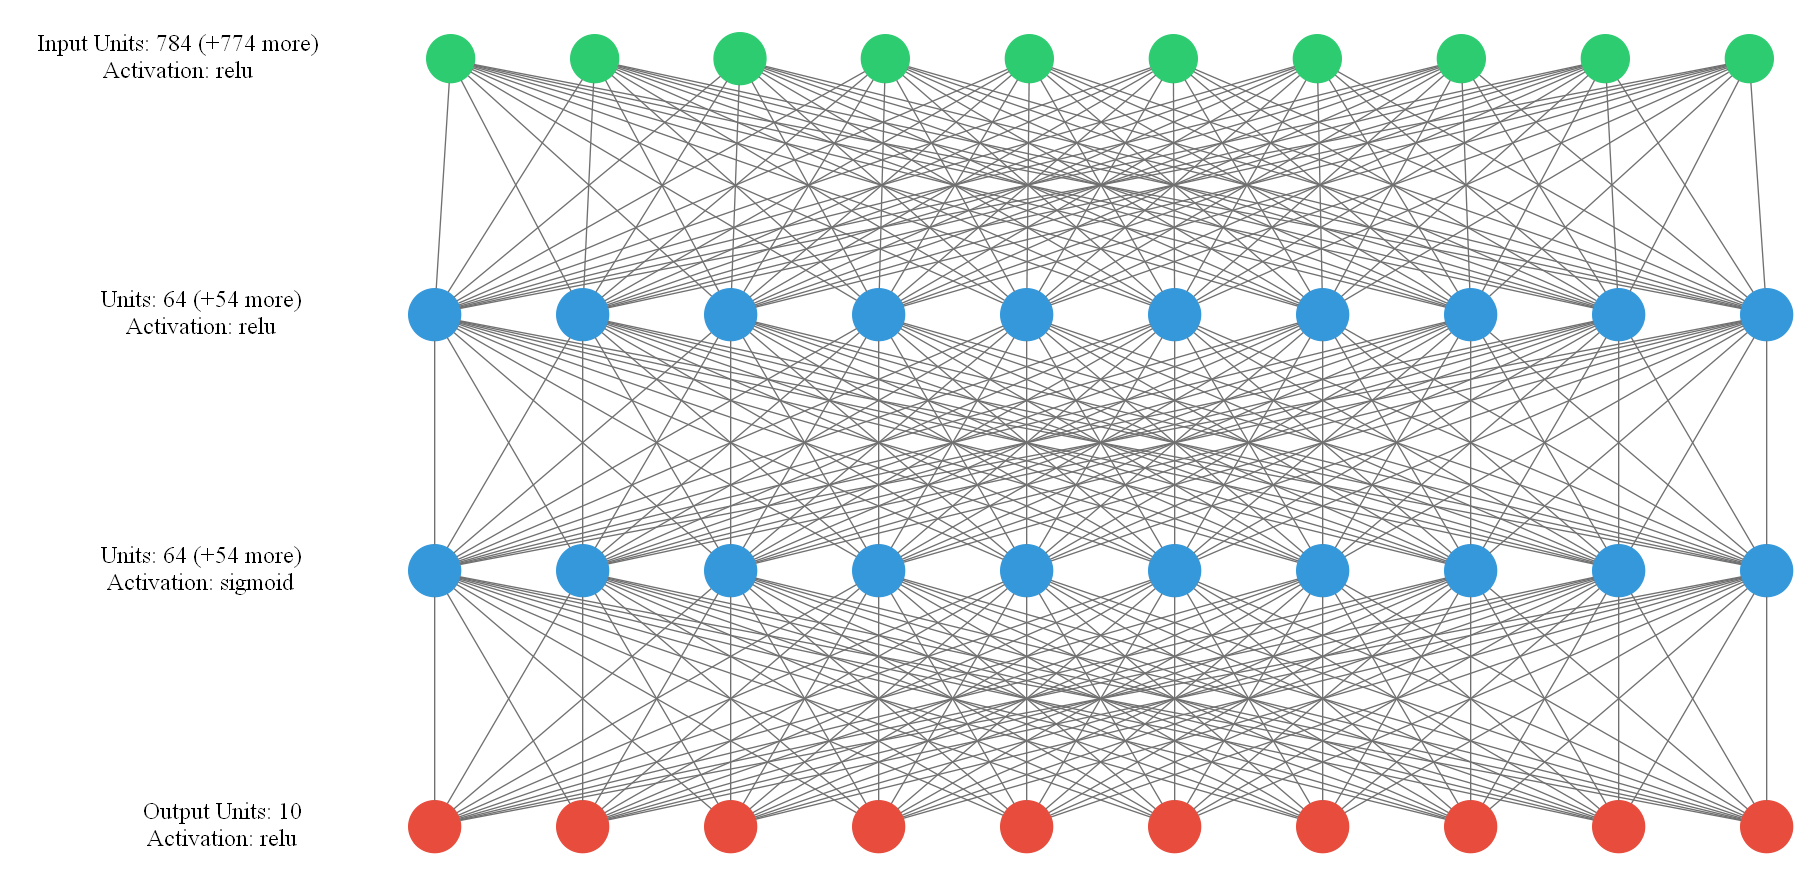 Input Units: 784 (+774 more)
Activation: relu
Units: 64 (+54 more)
Activation: relu
Units: 64 (+54 more)
Activation: sigmoid
Output Units: 10
Activation: relu